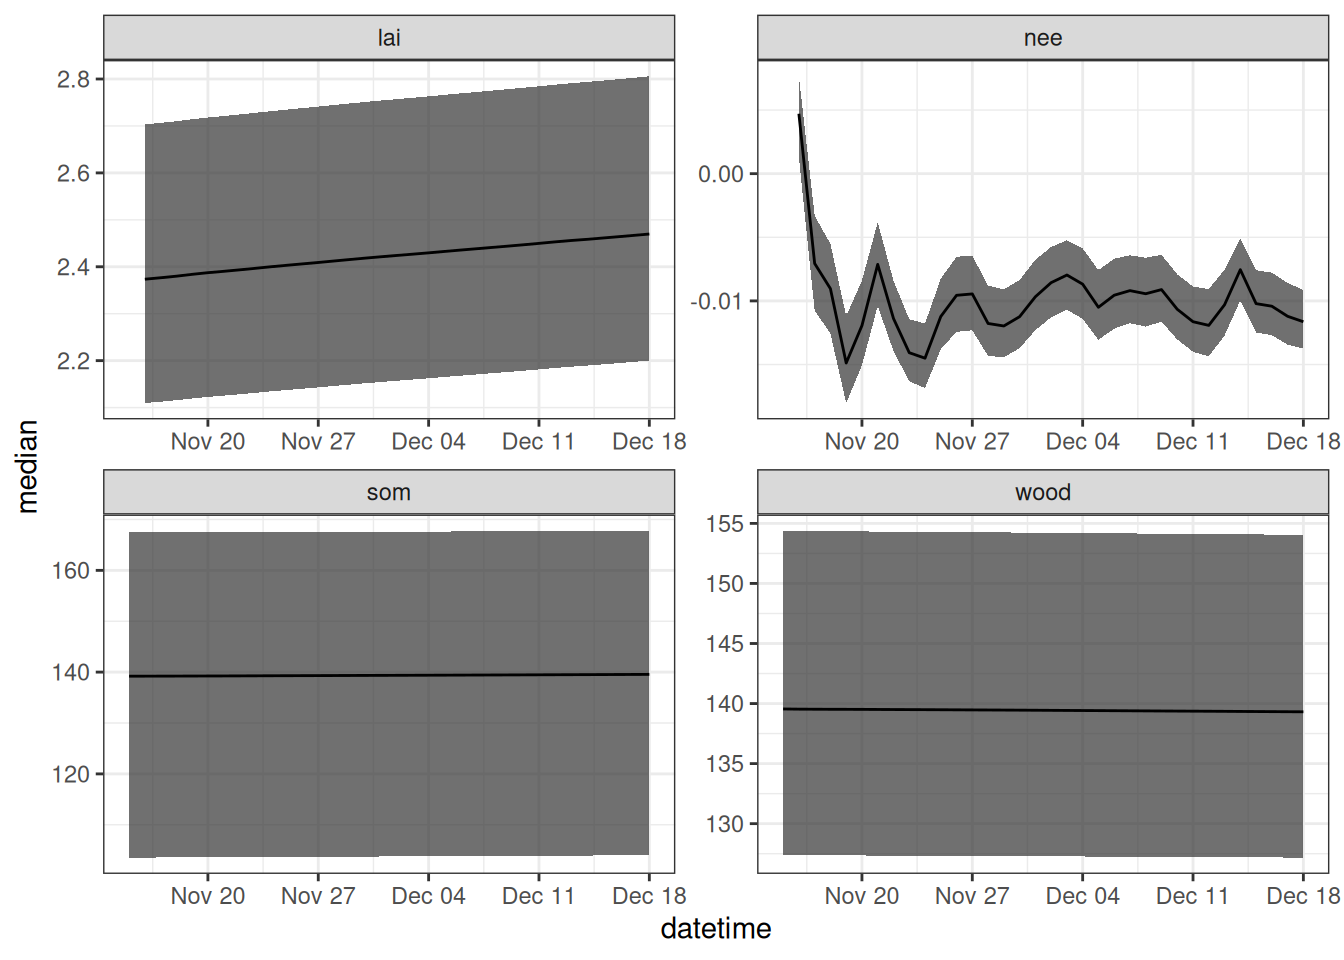 lai
nee
2.8
2.6
2.4
2.2
0.00
-0.01
Nov 20 Nov 27 Dec 04 Dec 11 Dec 18
Nov 20 Nov 27 Dec 04 Dec 11 Dec 18
median
som
wood
160
140
120
155
150
145
140
135
130
Nov 20 Nov 27 Dec 04 Dec 11 Dec 18
Nov 20 Nov 27 Dec 04 Dec 11 Dec 18
datetime